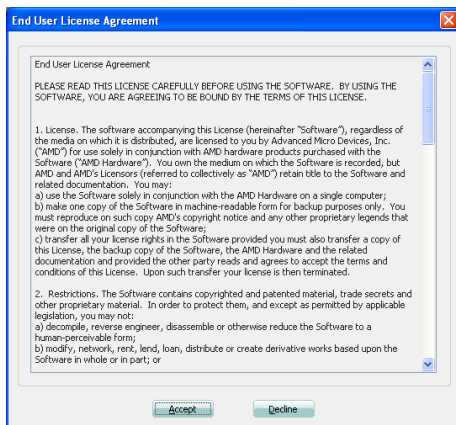 End User License Agreement
End User License Agreement
PLEASE READ THIS LICENSE CAREFULLY BEFORE USING THE SOFTWARE. BY USING THE
SOFTWARE, YOU ARE AGREEING TO BE BOUND BY THE TERMS OF THIS LICENSE.
1. License. The software accompanying this License (hereinafter "Software"), regardless of
the media on which it is distributed, are licensed to you by Advanced Micro Devices, Inc.
("AMD") for use solely in conjunction with AMD hardware products purchased with the
Software ("AMD Hardware"). You own the medium on which the Software is recorded, but
AMD and AMD's Licensors (referred to collectively as "AMD") retain title to the Software and
related documentation. You may:
a) use the Software solely in conjunction with the AMD Hardware on a single computer;
b) make one copy of the Software in machine-readable form for backup purposes only. You
must reproduce on such copy AMD's copyright notice and any other proprietary legends that
were on the original copy of the Software;
c) transfer all your license rights in the Software provided you must also transfer a copy of
this License, the backup copy of the Software, the AMD Hardware and the related
documentation and provided the other party reads and agrees to accept the terms and
conditions of this License. Upon such transfer your license is then terminated.
2. Restrictions. The Software contains copyrighted and patented material, trade secrets and
other proprietary material. In order to protect them, and except as permitted by applicable
legislation, you may not:
a) decompile, reverse engineer, disassemble or otherwise reduce the Software to a
human-perceivable form;
b) modify, network, rent, lend, loan, distribute or create derivative works based upon the
Software in whole or in part; or
Accept Decline